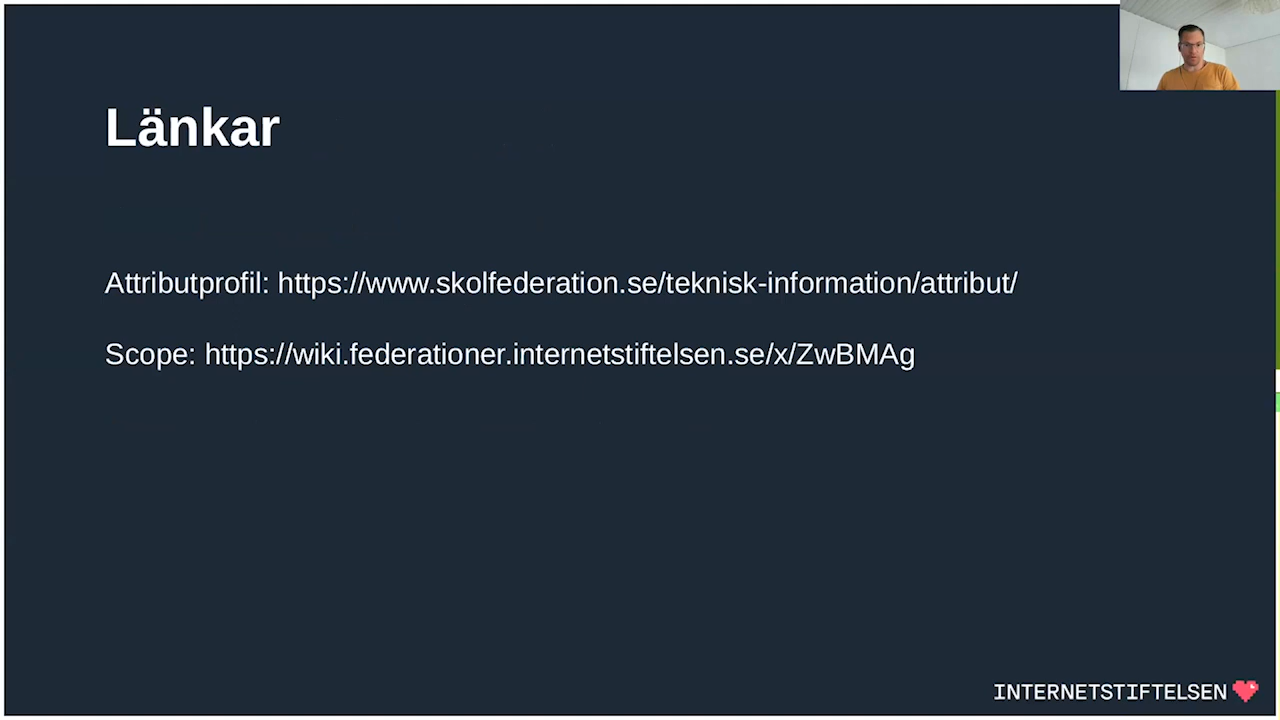 Länkar
Attributprofil: https://www.skolfederation.se/teknisk-information/attribut/
Scope: https://wiki.federationer.internetstiftelsen.se/x/ZwBMAg
INTERNETSTIFTELSEN